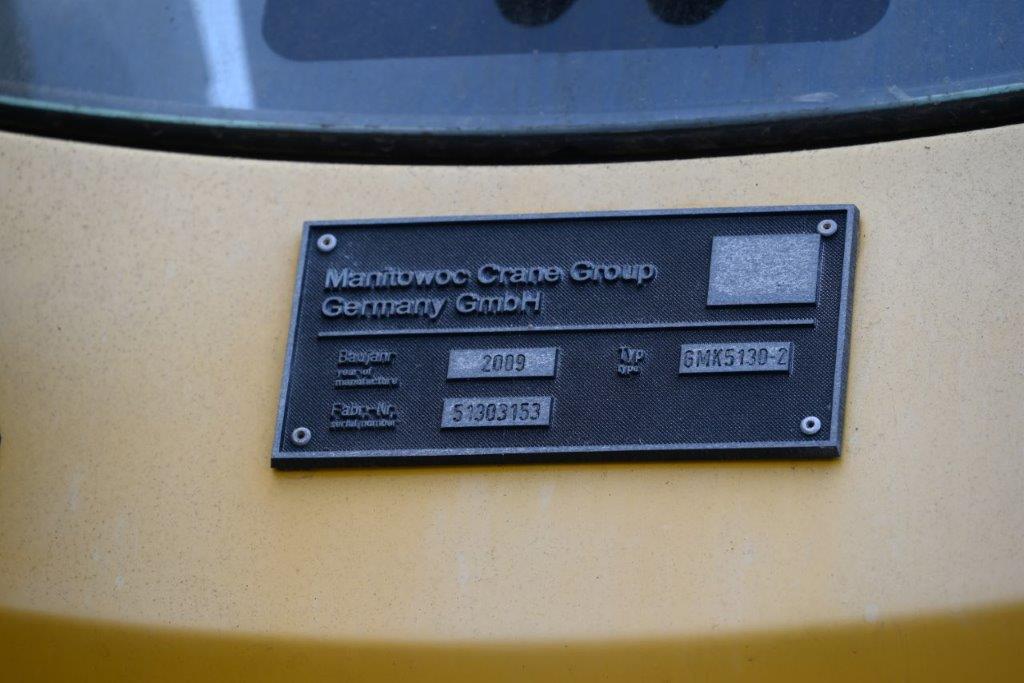 Manitowoc Crane Group
Germany GmbH
Baujahr 2009 Typ GMK5130-2
year of type
manufacture
Fabr.-Nr. 51303153
serial number